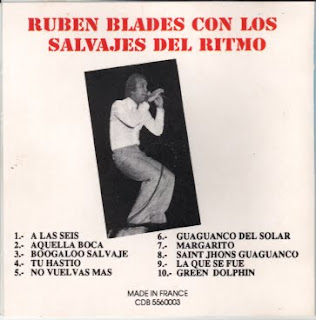 RUBEN BLADES CON LOS
SALVAJES DEL RITMO
1.- A LAS SEIS
2.- AQUELLA BOCA
3.- BOOGALOO SALVAJE
4.- TU HASTIO
5.- NO VUELVAS MAS
6.- GUAGUANCO DEL SOLAR
7.- MARGARITO
8.- SAINT JHONS GUAGUANCO
9.- LA QUE SE FUE
10.- GREEN DOLPHIN
MADE IN FRANCE
CDB 5560003